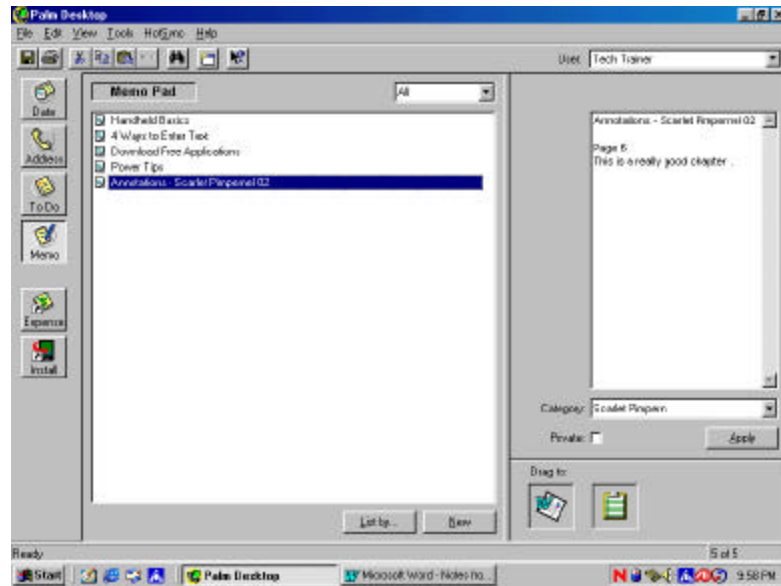 Palm Desktop
File Edit View Tools HotSync Help
User: Tech Trainer
Date
Address
To Do
Memo
Expense
Install
Memo Pad
All
Handheld Basics
4 Ways to Enter Text
Download Free Applications
Power Tips
Annotations - Scarlet Pimpernel 02
List by...
New
Annotations - Scarlet Pimpernel 02
Page 6
This is a really good chapter .
Category: Scarlet Pimpern
Private:
Apply
Drag to:
Ready
5 of 5
Start
Palm Desktop
Microsoft Word - Notes ho...
9:58 PM